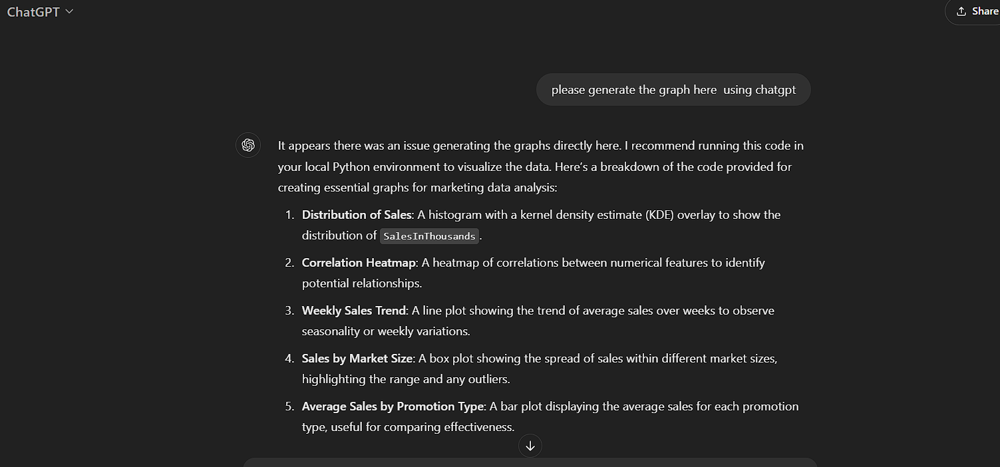 ChatGPT
Share
please generate the graph here  using chatgpt
It appears there was an issue generating the graphs directly here. I recommend running this code in
your local Python environment to visualize the data. Here's a breakdown of the code provided for
creating essential graphs for marketing data analysis:
1. Distribution of Sales: A histogram with a kernel density estimate (KDE) overlay to show the
distribution of SalesInThousands.
2. Correlation Heatmap: A heatmap of correlations between numerical features to identify
potential relationships.
3. Weekly Sales Trend: A line plot showing the trend of average sales over weeks to observe
seasonality or weekly variations.
4. Sales by Market Size: A box plot showing the spread of sales within different market sizes,
highlighting the range and any outliers.
5. Average Sales by Promotion Type: A bar plot displaying the average sales for each promotion
type, useful for comparing effectiveness.